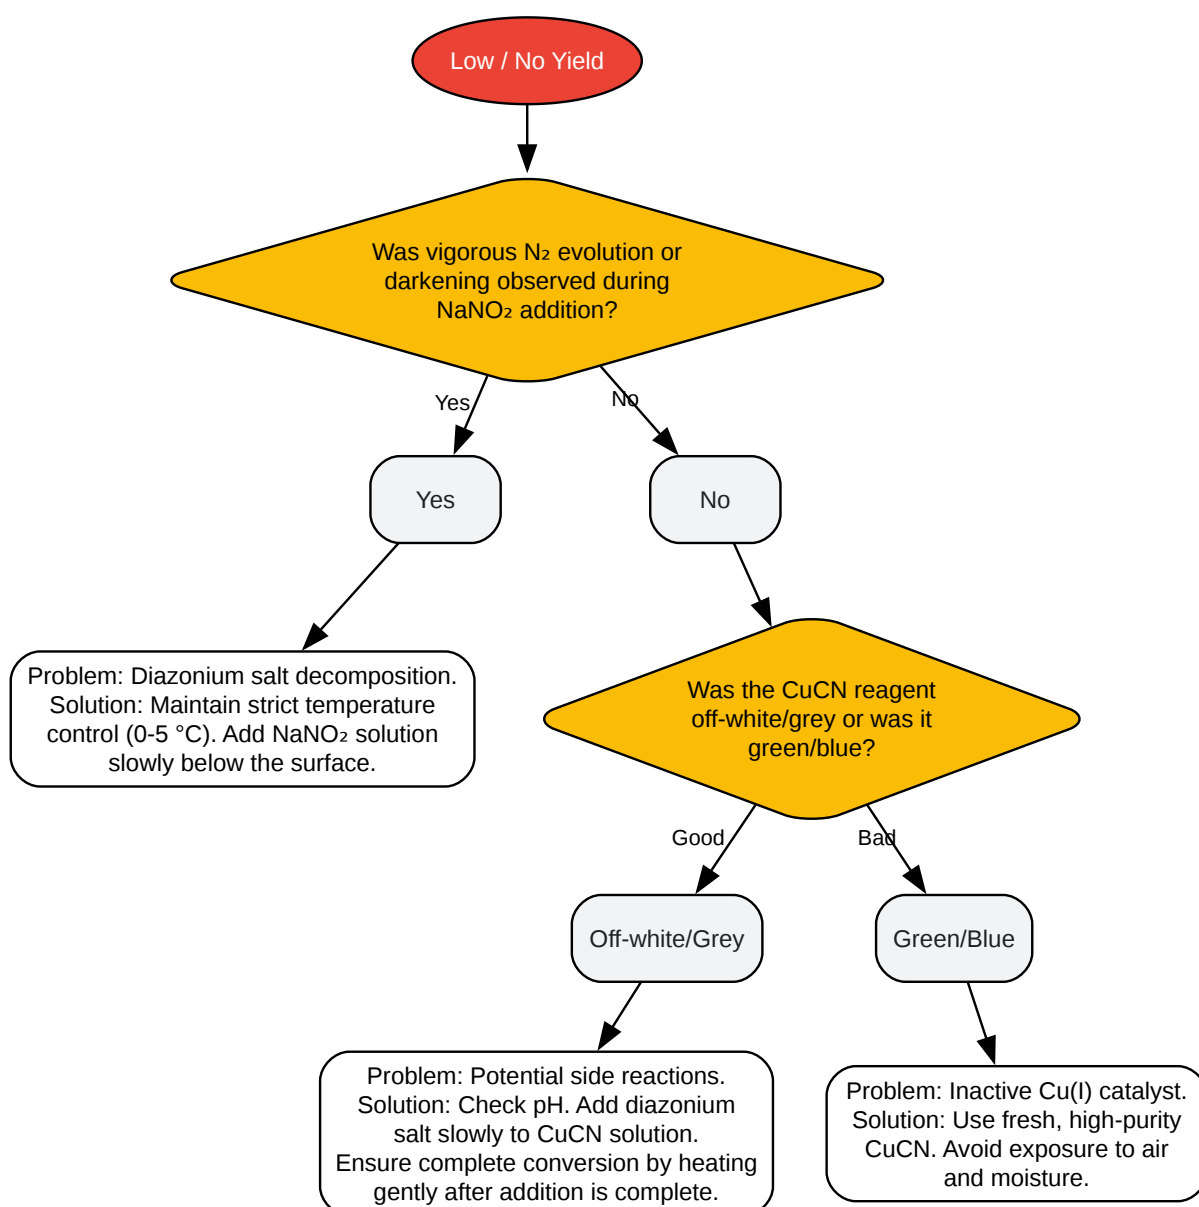 Low / No Yield
Was vigorous N₂ evolution or
darkening observed during
NaNO₂ addition?
Yes
No
Yes
No
Problem: Diazonium salt decomposition.
Solution: Maintain strict temperature
control (0-5 °C). Add NaNO₂ solution
slowly below the surface.
Was the CuCN reagent
off-white/grey or was it
green/blue?
Good
Bad
Off-white/Grey
Green/Blue
Problem: Potential side reactions.
Solution: Check pH. Add diazonium
salt slowly to CuCN solution.
Ensure complete conversion by heating
gently after addition is complete.
Problem: Inactive Cu(I) catalyst.
Solution: Use fresh, high-purity
CuCN. Avoid exposure to air
and moisture.